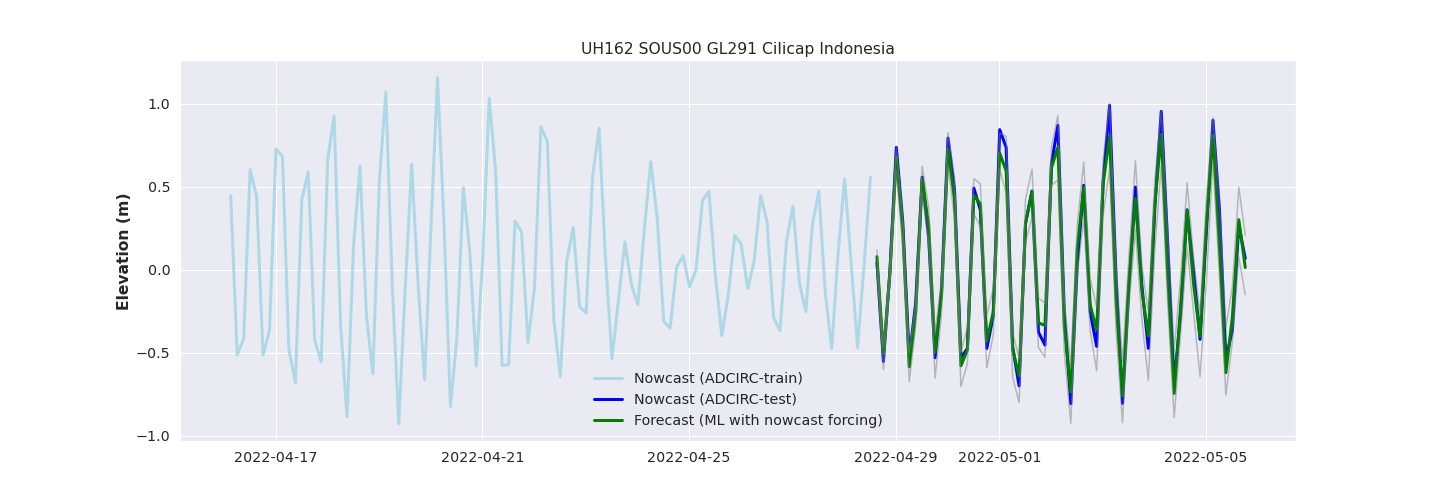 UH162 SOUS00 GL291 Cilicap Indonesia
Elevation (m)
1.0
0.5
0.0
−0.5
−1.0
Nowcast (ADCIRC-train)
Nowcast (ADCIRC-test)
Forecast (ML with nowcast forcing)
2022-04-17 2022-04-21 2022-04-25 2022-04-29 2022-05-01 2022-05-05